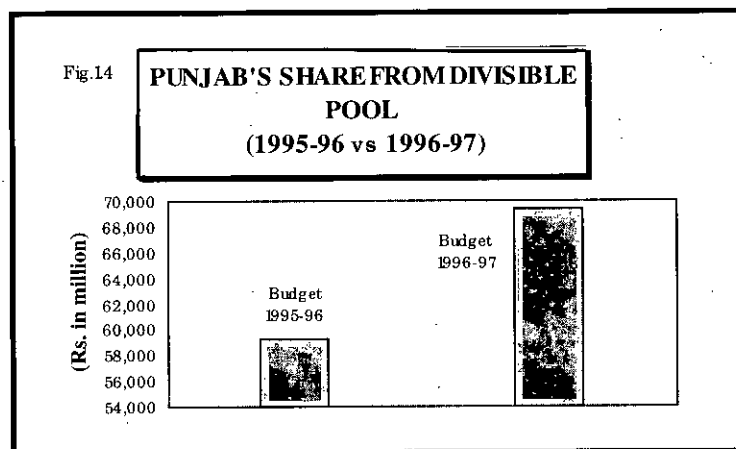 Fig.14
PUNJAB'S SHARE FROM DIVISIBLE
POOL
(1995-96 vs 1996-97)
(Rs. in million)
70,000
68,000
66,000
64,000
62,000
60,000
58,000
56,000
54,000
Budget
1995-96
Budget
1996-97